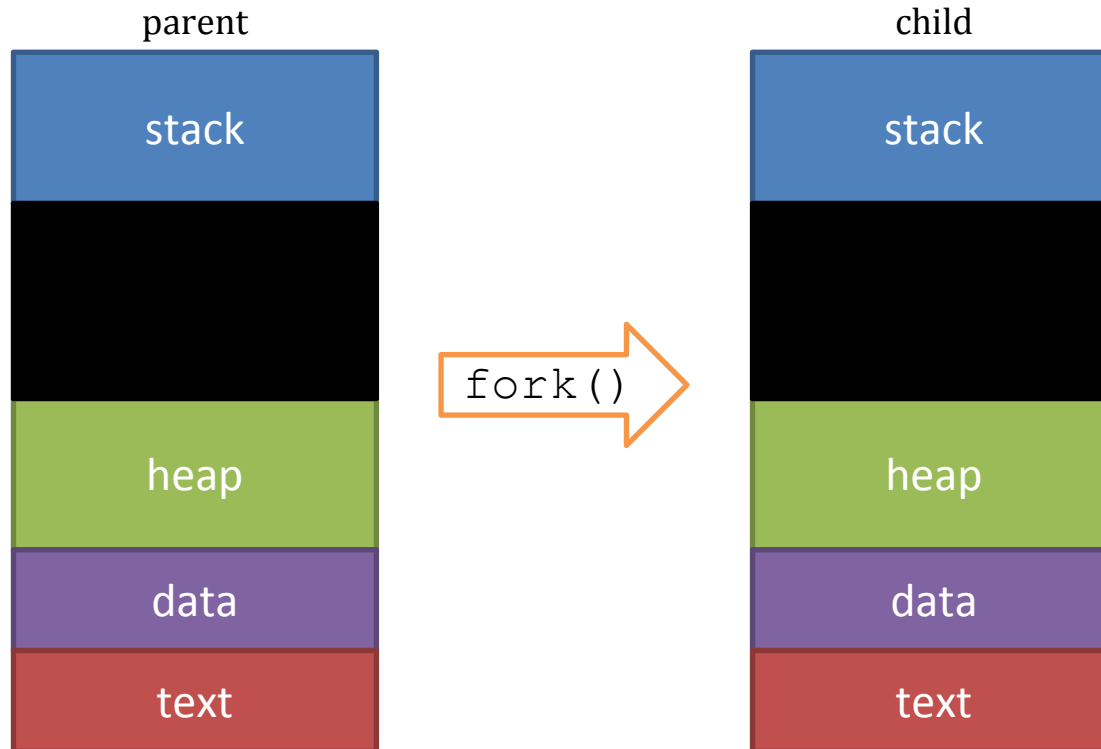 parent
child
stack
stack
fork()
heap
heap
data
data
text
text